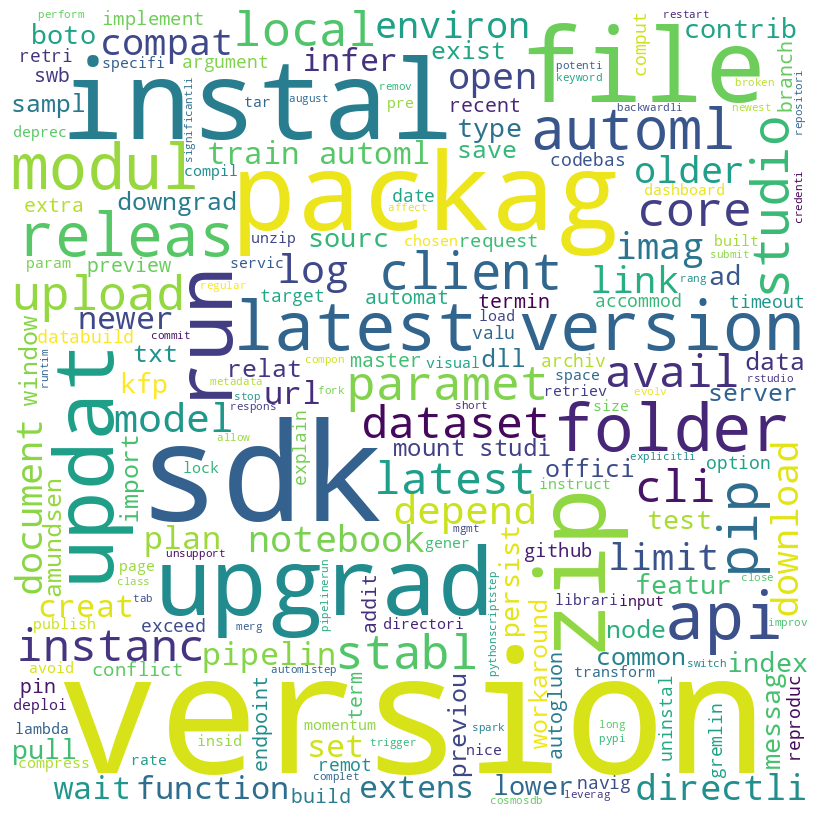 perform
implement
local
environ
restart
contrib
boto
compat
retri
specifi
argument
infer
exist
file
comput
swb
instal
open
potenti
keyword
broken
branch
repositori
sampl
tar
august
remov
pre
recent
backwardli
newest
deprec
significantli
type
automl
modul
compil
train automl
save
codebas
older
studio
extra
downgrad
packag
date
affect
core
dashboard
credenti
releas
unzip
sourc
chosen
request
imag
built
submit
param
preview
servic
log
client
link
rang
ad
upload
regular
run
target
automat
termin
accommod
timeout
window
newer
latest version
load
valu
databuild
txt
commit
master
visual
dll
archiv
avail
data
runtim
kfp
relat
compon
space
retriev
server
metadata
stop
fork
url
paramet
evolv
rstudio
updat
model
respons
short
dataset
size
folder
document
import
allow
explain
mount studi
explicitli
sdk
lock
latest
offici
option
cli
instruct
download
amundsen
plan
notebook
depend
zip
test
pip
unsupport
gener
mgmt
github
limit
page
class
tab
upgrad
persist
featur
close
creat
pipelinerun
addit
directori
pythonscriptstep
librari
input
api
publish
exceed
merg
workaround
node
improv
instanc
conflict
pipelin
stabl
common
index
avoid
automlstep
autogluon
transform
switch
pin
version
deploi
lambda
endpoint
insid
momentum
term
set
trigger
previou
spark
nice
long
pypi
uninstal
gremlin
messag
reproduc
pull
compress
rate
remot
complet
wait
function
build
extens
cosmosdb
lower
leverag
navig
directli